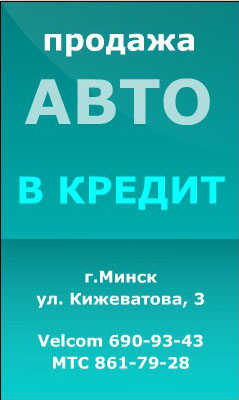 продажа
АВТО
В КРЕДИТ
г.Минск
ул. Кижеватова, 3
Velcom 690-93-43
МТС 861-79-28